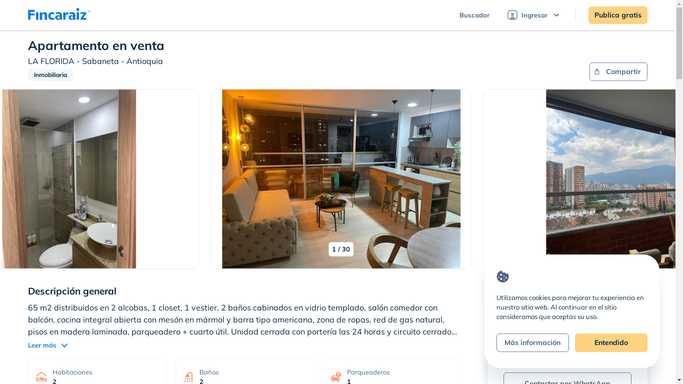 Fincaraiz
Buscador
Ingresar
Publica gratis
Apartamento en venta
LA FLORIDA - Sabaneta - Antioquia
Inmobiliaria
Compartir
1 / 30
Descripción general
65 m2 distribuidos en 2 alcobas, 1 closet, 1 vestier, 2 baños cabinados en vidrio templado, salón comedor con
balcón, cocina integral abierta con mesón en mármol y barra tipo americana, zona de ropas, red de gas natural,
pisos en madera laminada, parqueadero + cuarto útil. Unidad cerrada con portería las 24 horas y circuito cerrado...
Leer más
Habitaciones
2
Baños
2
Parqueaderos
1
Utilizamos cookies para mejorar tu experiencia en
nuestro sitio web. Al continuar en el sitio
consideramos que aceptas su uso.
Más información
Entendido
Contactar por WhatsApp